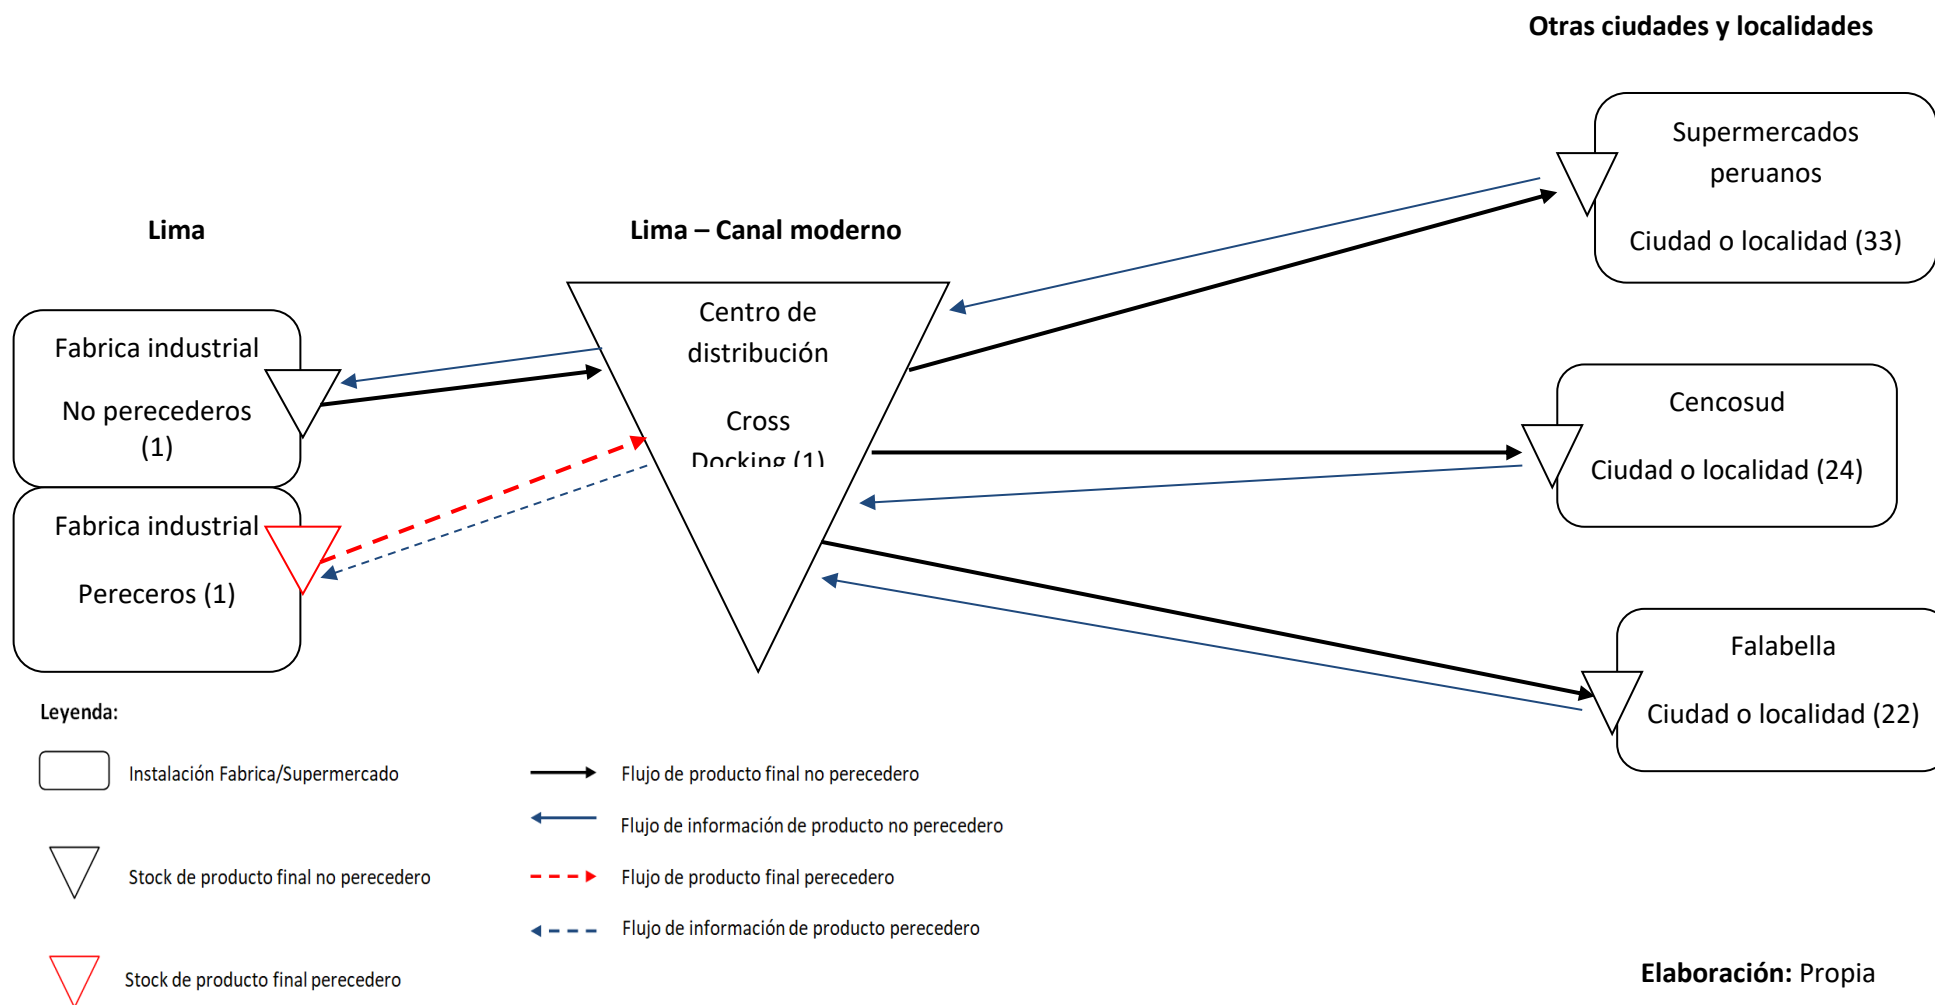 Otras ciudades y localidades
Supermercados
peruanos
Ciudad o localidad (33)
Lima
Lima – Canal moderno
Centro de
distribución
Cross
Docking (1)
Fabrica industrial
No perecederos
(1)
Cencosud
Ciudad o localidad (24)
Fabrica industrial
Pereceros (1)
Falabella
Ciudad o localidad (22)
Leyenda:
Instalación Fabrica/Supermercado
Flujo de producto final no perecedero
Flujo de información de producto no perecedero
Stock de producto final no perecedero
Flujo de producto final perecedero
Flujo de información de producto perecedero
Stock de producto final perecedero
Elaboración: Propia